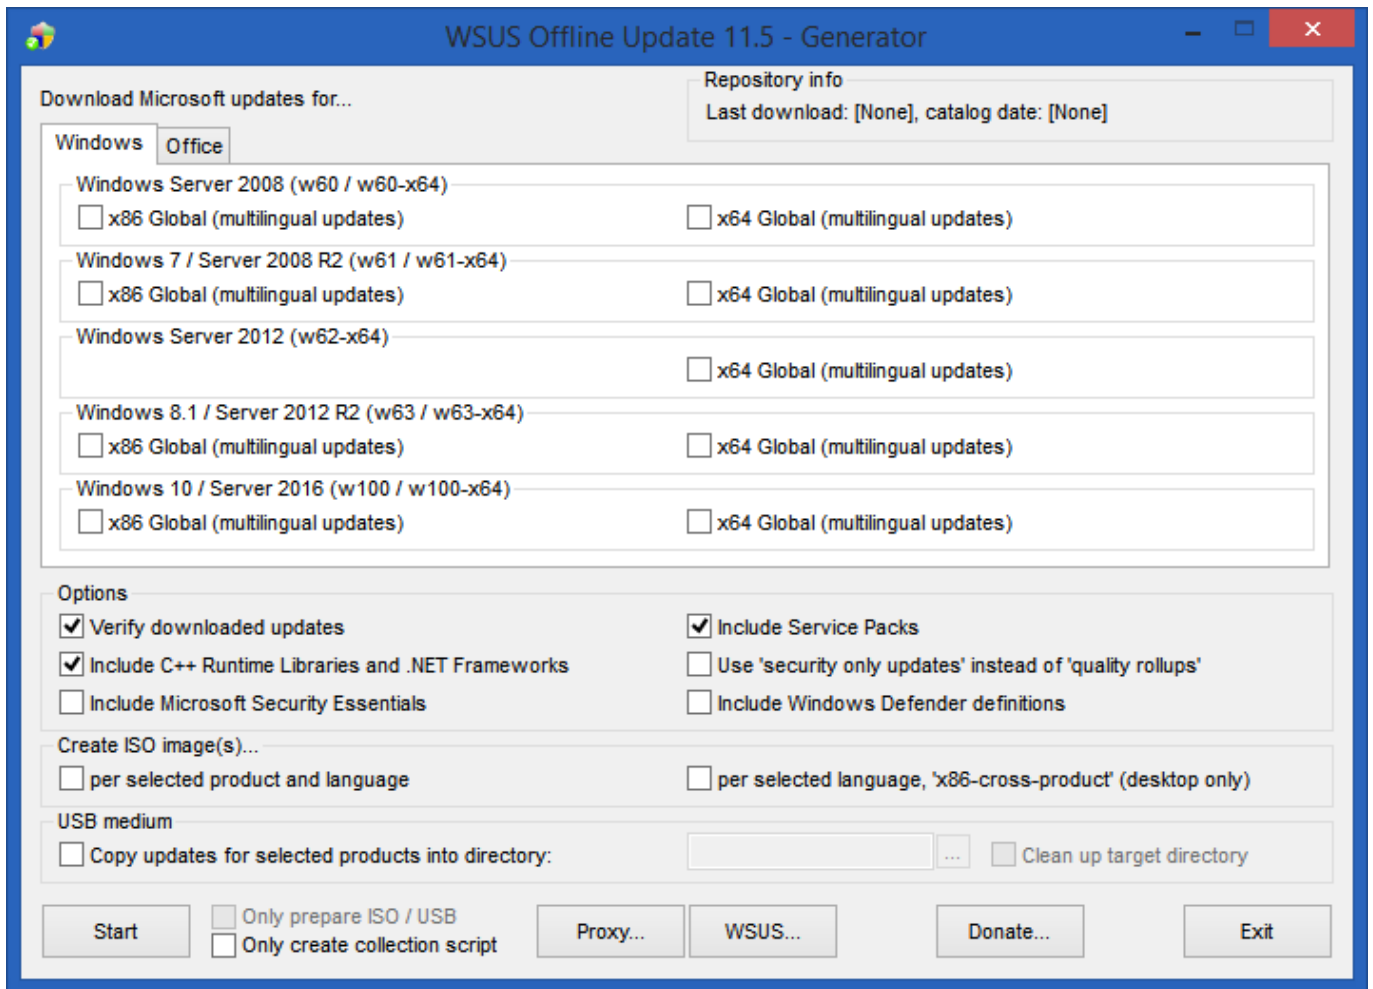 WSUS Offline Update 11.5 - Generator
Download Microsoft updates for...
Repository info
Last download: [None], catalog date: [None]
Windows
Office
Windows Server 2008 (w60 / w60-x64)
x86 Global (multilingual updates)
x64 Global (multilingual updates)
Windows 7 / Server 2008 R2 (w61 / w61-x64)
x86 Global (multilingual updates)
x64 Global (multilingual updates)
Windows Server 2012 (w62-x64)
x64 Global (multilingual updates)
Windows 8.1 / Server 2012 R2 (w63 / w63-x64)
x86 Global (multilingual updates)
x64 Global (multilingual updates)
Windows 10 / Server 2016 (w100 / w100-x64)
x86 Global (multilingual updates)
x64 Global (multilingual updates)
Options
Verify downloaded updates
Include Service Packs
Include C++ Runtime Libraries and .NET Frameworks
Use 'security only updates' instead of 'quality rollups'
Include Microsoft Security Essentials
Include Windows Defender definitions
Create ISO image(s)...
per selected product and language
per selected language, 'x86-cross-product' (desktop only)
USB medium
Copy updates for selected products into directory:
...
Clean up target directory
Start
Only prepare ISO / USB
Only create collection script
Proxy...
WSUS...
Donate...
Exit